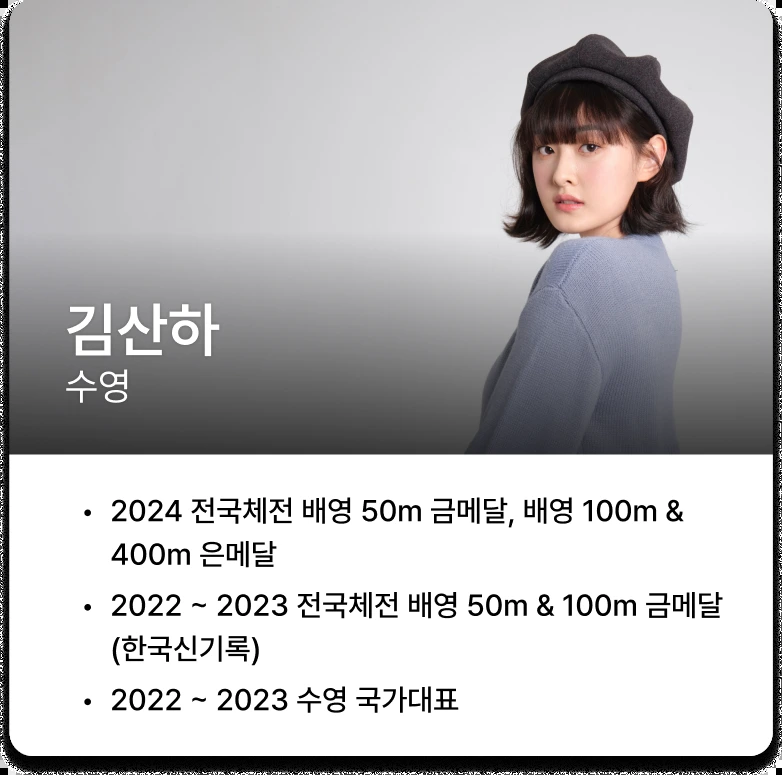 김산하
수영
• 2024 전국체전 배영 50m 금메달, 배영 100m &
400m 은메달
• 2022 ~ 2023 전국체전 배영 50m & 100m 금메달
(한국신기록)
• 2022 ~ 2023 수영 국가대표